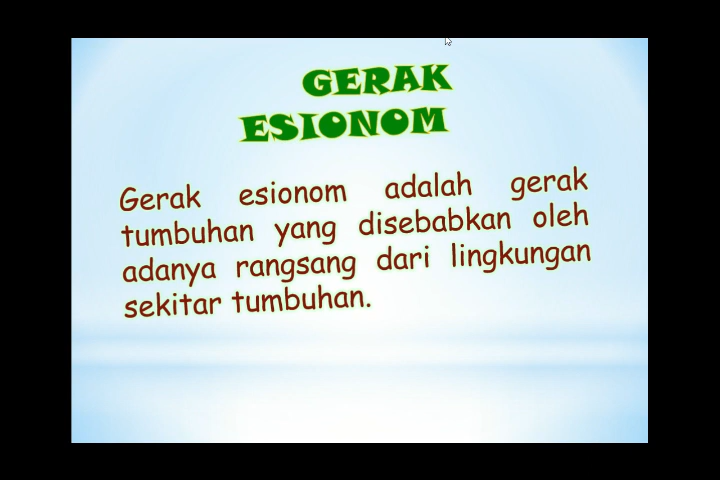 GERAK
ESIONOM
Gerak esionom adalah gerak
tumbuhan yang disebabkan oleh
adanya rangsang dari lingkungan
sekitar tumbuhan.